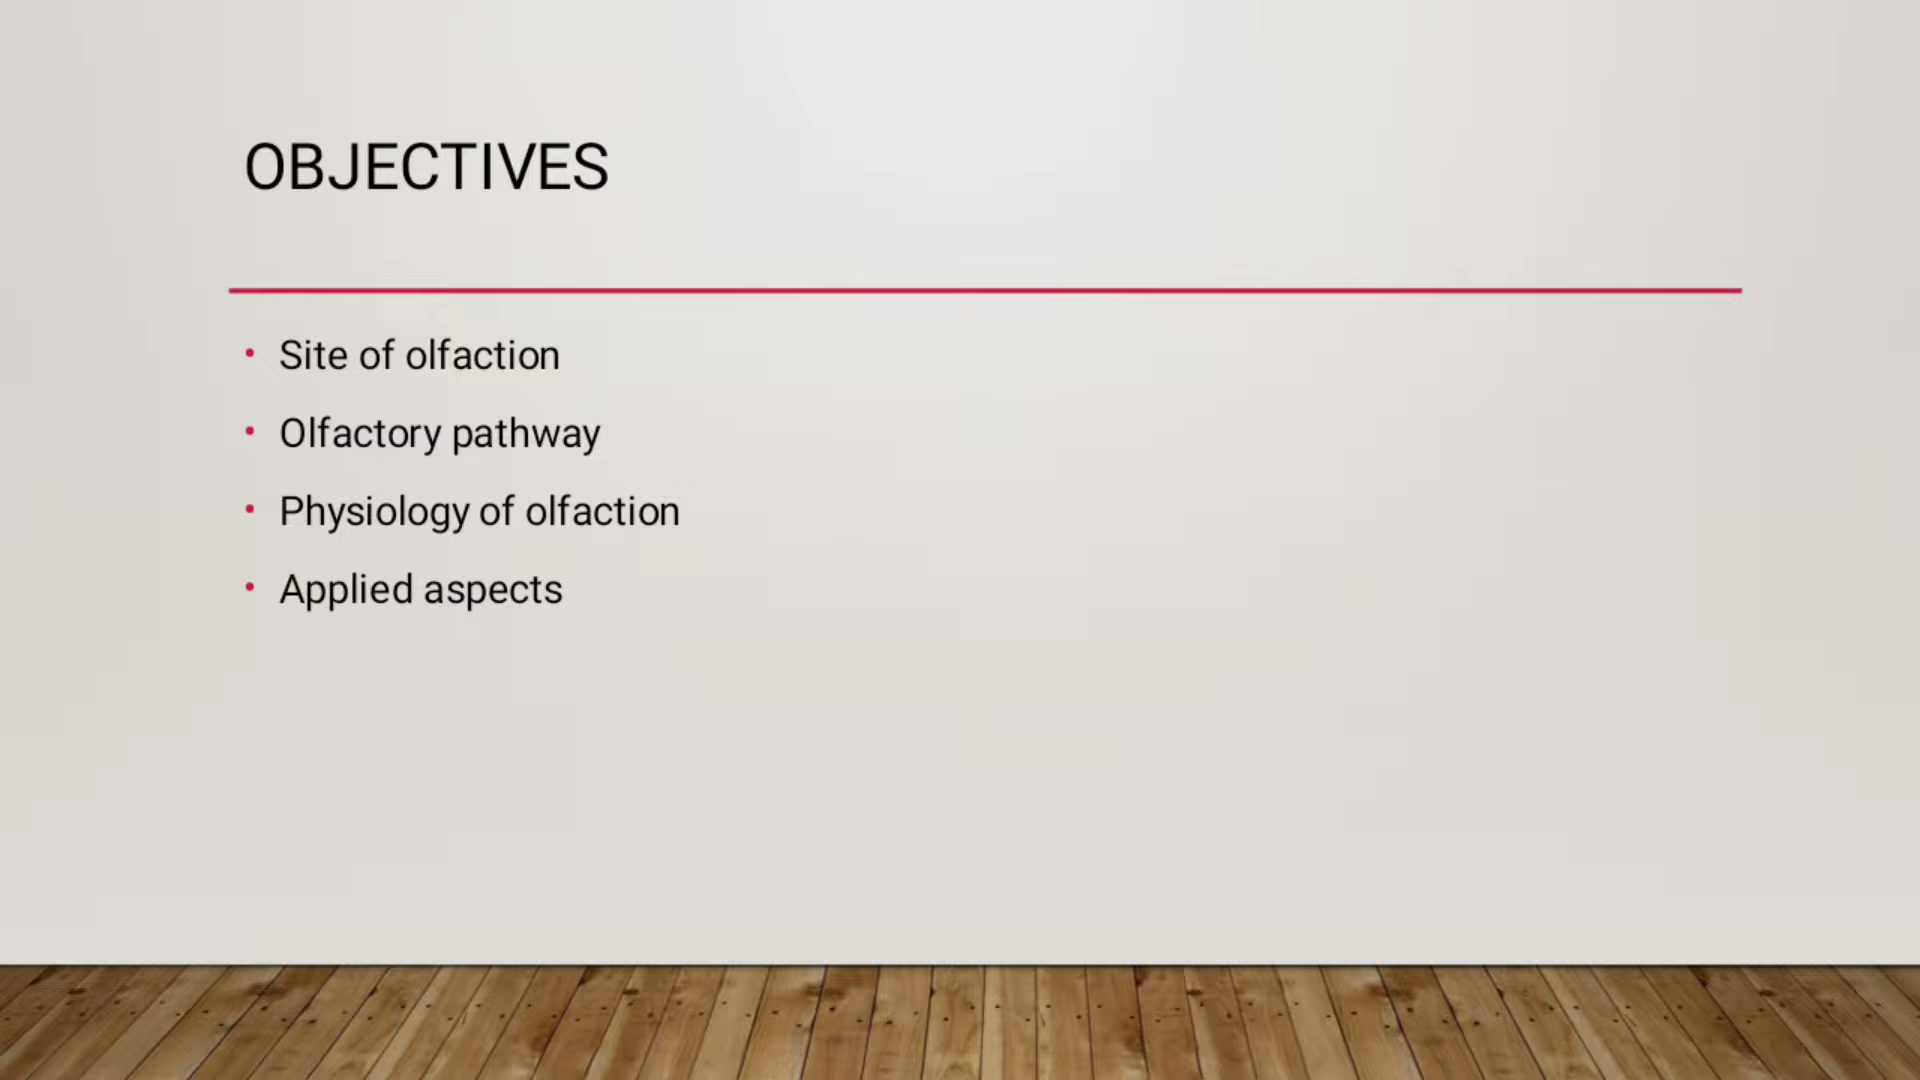 OBJECTIVES
• Site of olfaction
• Olfactory pathway
• Physiology of olfaction
• Applied aspects